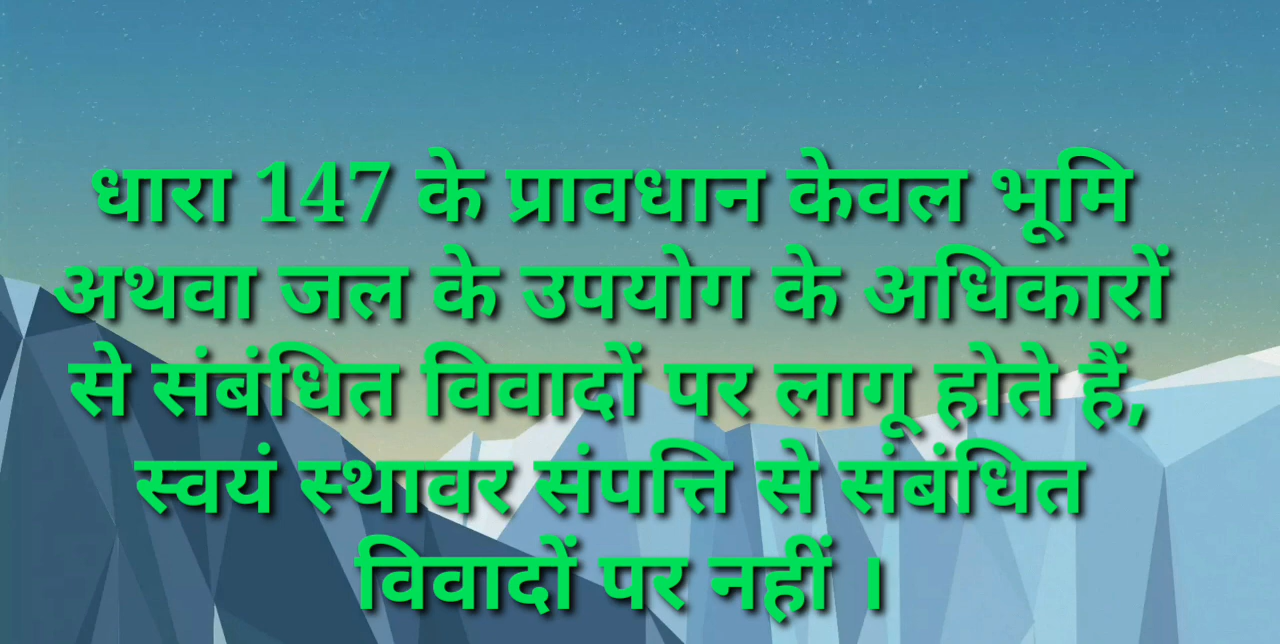 धारा 147 के प्रावधान केवल भूमि
अथवा जल के उपयोग के अधिकारों
से संबंधित विवादों पर लागू होते हैं,
स्वयं स्थावर संपत्ति से संबंधित
विवादों पर नहीं ।